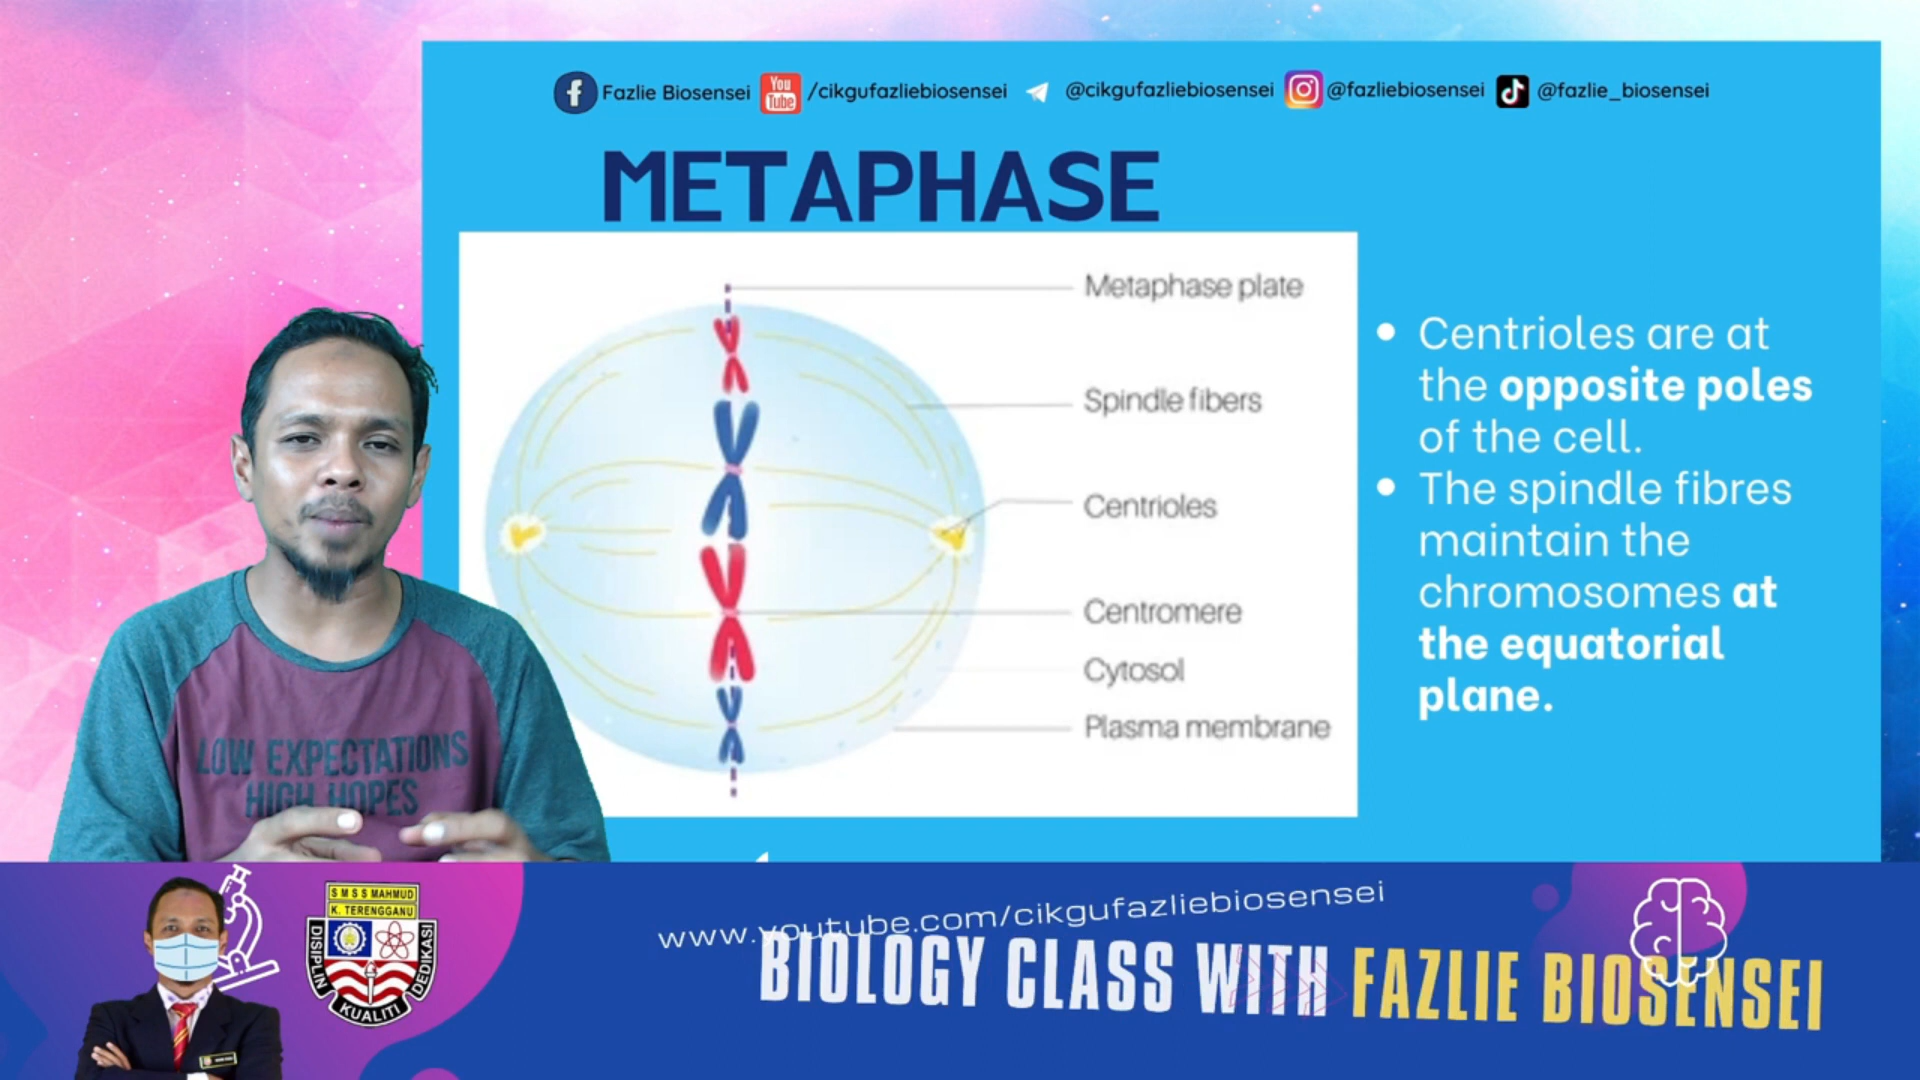 Fazlie Biosensei You Tube /cikgufazliebiosensei @cikgufazliebiosensei @fazliebiosensei @fazlie_biosensei
METAPHASE
Metaphase plate
Spindle fibers
Centrioles
Centromere
Cytosol
Plasma membrane
• Centrioles are at
the opposite poles
of the cell.
• The spindle fibres
maintain the
chromosomes at
the equatorial
plane.
LOW EXPECTATIONS
HIGH HOPES
S M S S MAHMUD
K. TERENGGANU
DISIPLIN
KUALITI
DEDIKASI
www.youtube.com/cikgufazliebiosensei
BIOLOGY CLASS WITH FAZLIE BIOSENSEI